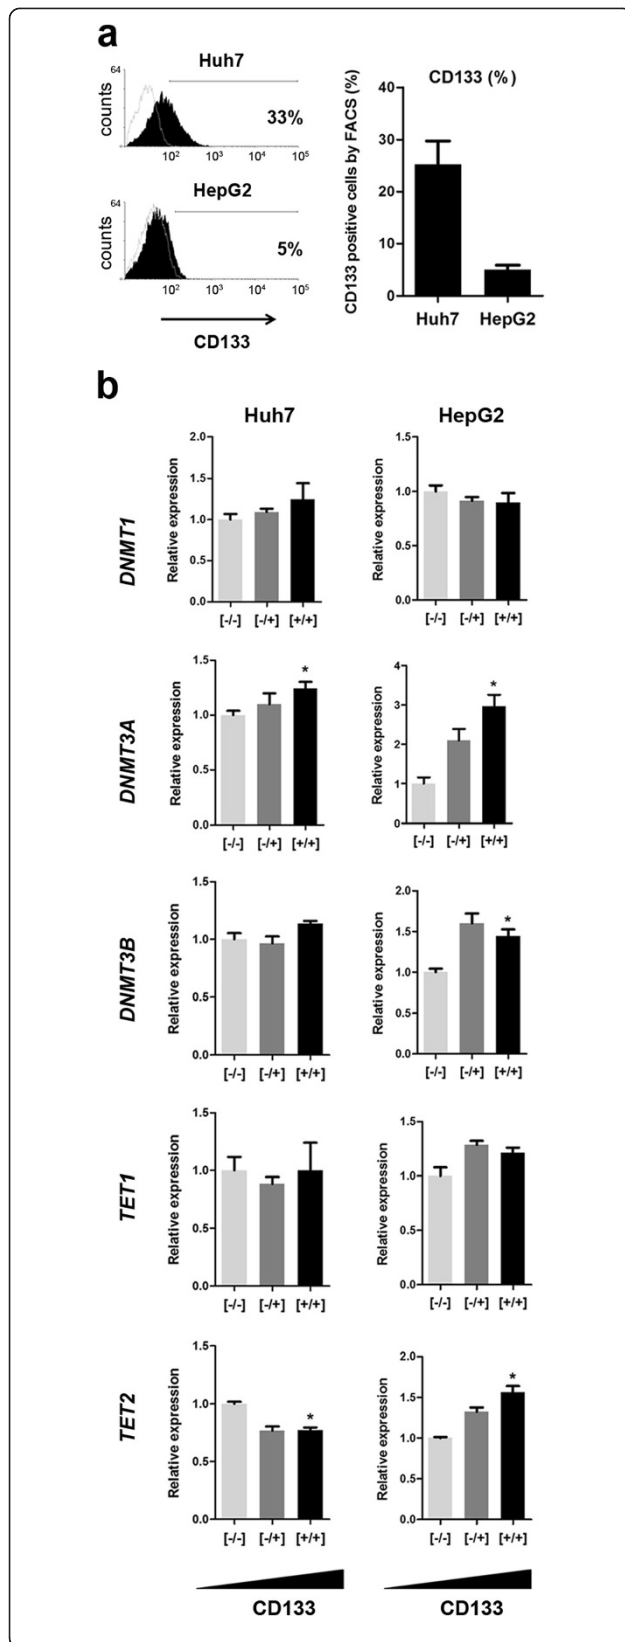 a
Huh7
64
counts
33%
10² 10³ 10⁴ 10⁵
HepG2
64
counts
5%
10² 10³ 10⁴ 10⁵
CD133
CD133 (%)
CD133 positive cells by FACS (%)
40
30
20
10
0
Huh7 HepG2
b
Huh7 HepG2
DNMT1
Relative expression
2.0
1.5
1.0
0.5
0.0
[-/-] [-/+] [+/+]
Relative expression
1.5
1.0
0.5
0.0
[-/-] [-/+] [+/+]
DNMT3A
Relative expression
1.5
1.0
0.5
0.0
*
[-/-] [-/+] [+/+]
Relative expression
4
3
2
1
0
*
[-/-] [-/+] [+/+]
DNMT3B
Relative expression
1.5
1.0
0.5
0.0
[-/-] [-/+] [+/+]
Relative expression
2.0
1.5
1.0
0.5
0.0
*
[-/-] [-/+] [+/+]
TET1
Relative expression
1.5
1.0
0.5
0.0
[-/-] [-/+] [+/+]
Relative expression
1.5
1.0
0.5
0.0
[-/-] [-/+] [+/+]
TET2
Relative expression
1.5
1.0
0.5
0.0
*
[-/-] [-/+] [+/+]
Relative expression
2.0
1.5
1.0
0.5
0.0
*
[-/-] [-/+] [+/+]
CD133 CD133